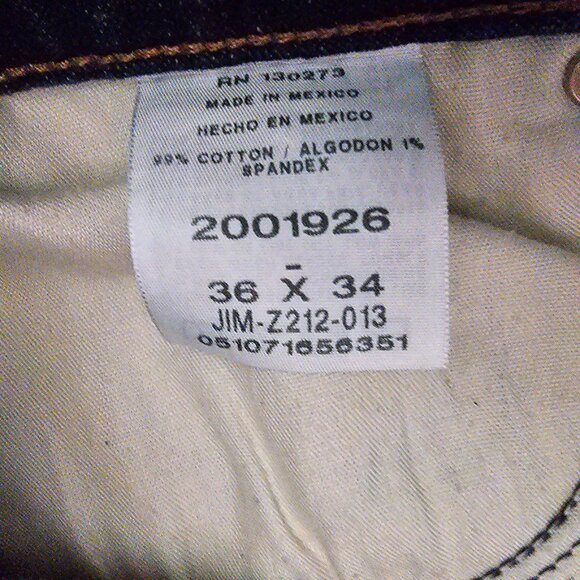 RN 130273
MADE IN MEXICO
HECHO EN MEXICO
99% COTTON / ALGODON 1%
SPANDEX
2001926
36 X 34
JIM-Z212-013
051071656351